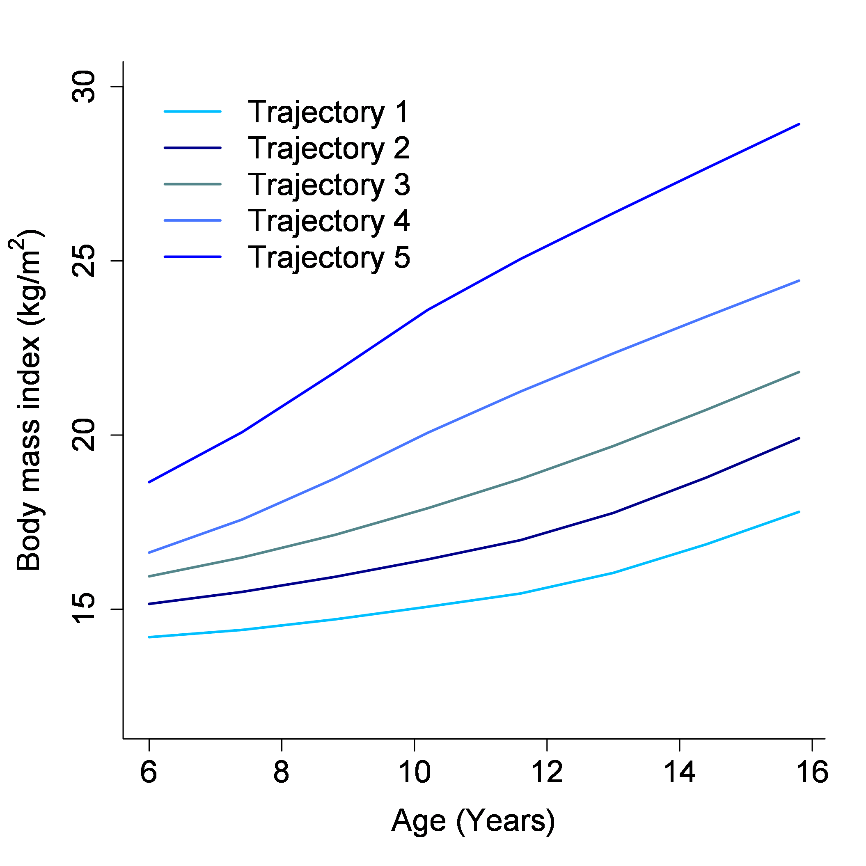 30
25
20
15
Body mass index (kg/m²)
Trajectory 1
Trajectory 2
Trajectory 3
Trajectory 4
Trajectory 5
6 8 10 12 14 16
Age (Years)